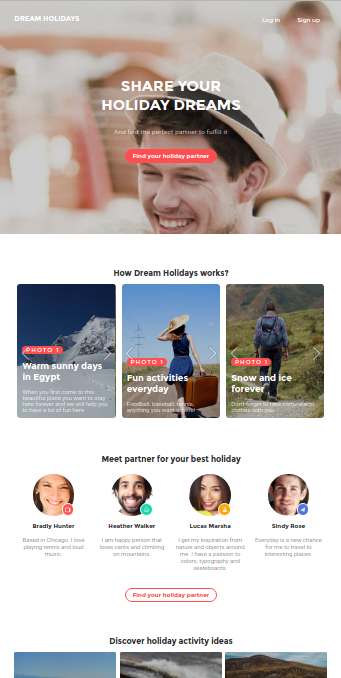 DREAM HOLIDAYS
Log in
Sign up
SHARE YOUR
HOLIDAY DREAMS
And find the perfect partner to fulfill it
Find your holiday partner
How Dream Holidays works?
PHOTO 1
Warm sunny days
in Egypt
When you first come to this
beautiful place you want to stay
here forever and we will help you
to have a lot of fun here
PHOTO 1
Fun activities
everyday
Football, baseball, tennis,
anything you want is here!
PHOTO 1
Snow and ice
forever
Don't forget to take some warm
clothes with you
Meet partner for your best holiday
Bradly Hunter
Based in Chicago. I love
playing tennis and loud
music.
Heather Walker
I am happy person that
loves cams and climbing
on mountains.
Lucas Marsha
I get my inspiration from
nature and objects around
me. I have a passion to
colors, typography and
skateboards.
Sindy Rose
Everyday is a new chance
for me to travel to
interesting places
Find your holiday partner
Discover holiday activity ideas